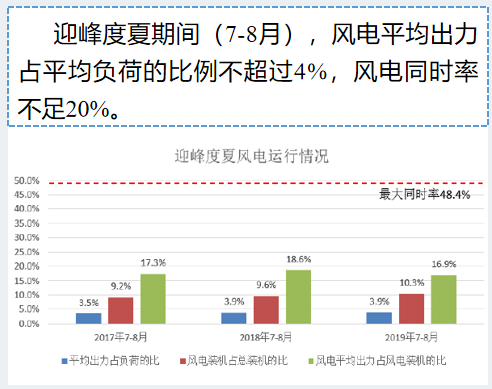 迎峰度夏期间（7-8月），风电平均出力
占平均负荷的比例不超过4%，风电同时率
不足20%。
迎峰度夏风电运行情况
50.0%
45.0%
40.0%
35.0%
30.0%
25.0%
20.0%
15.0%
10.0%
5.0%
0.0%
最大同时率48.4%
3.5% 9.2% 17.3% 3.9% 9.6% 18.6% 3.9% 10.3% 16.9%
2017年7-8月 2018年7-8月 2019年7-8月
平均出力占负荷的比 风电装机占总装机的比 风电平均出力占风电装机的比